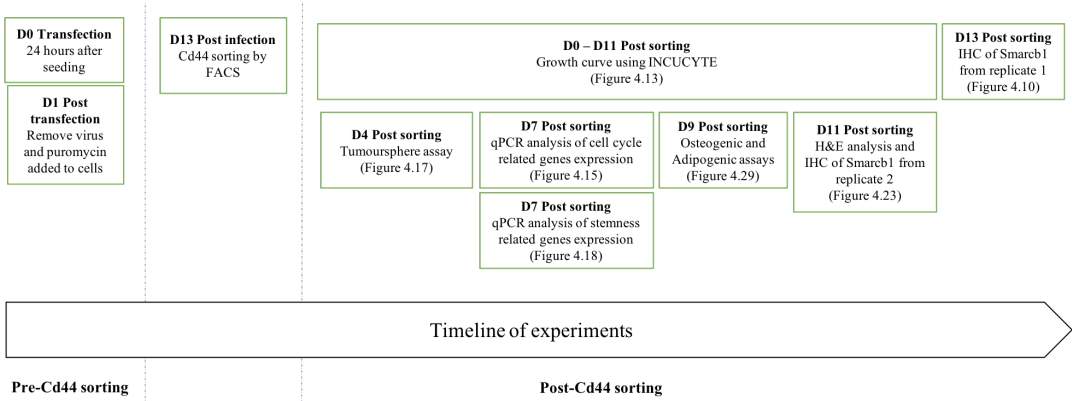 D0 Transfection
24 hours after
seeding
D1 Post
transfection
Remove virus
and puromycin
added to cells
D13 Post infection
Cd44 sorting by
FACS
D0 – D11 Post sorting
Growth curve using INCUCYTE
(Figure 4.13)
D13 Post sorting
IHC of Smarcb1
from replicate 1
(Figure 4.10)
D4 Post sorting
Tumoursphere assay
(Figure 4.17)
D7 Post sorting
qPCR analysis of cell cycle
related genes expression
(Figure 4.15)
D9 Post sorting
Osteogenic and
Adipogenic assays
(Figure 4.29)
D11 Post sorting
H&E analysis and
IHC of Smarcb1 from
replicate 2
(Figure 4.23)
D7 Post sorting
qPCR analysis of stemness
related genes expression
(Figure 4.18)
Timeline of experiments
Pre-Cd44 sorting
Post-Cd44 sorting